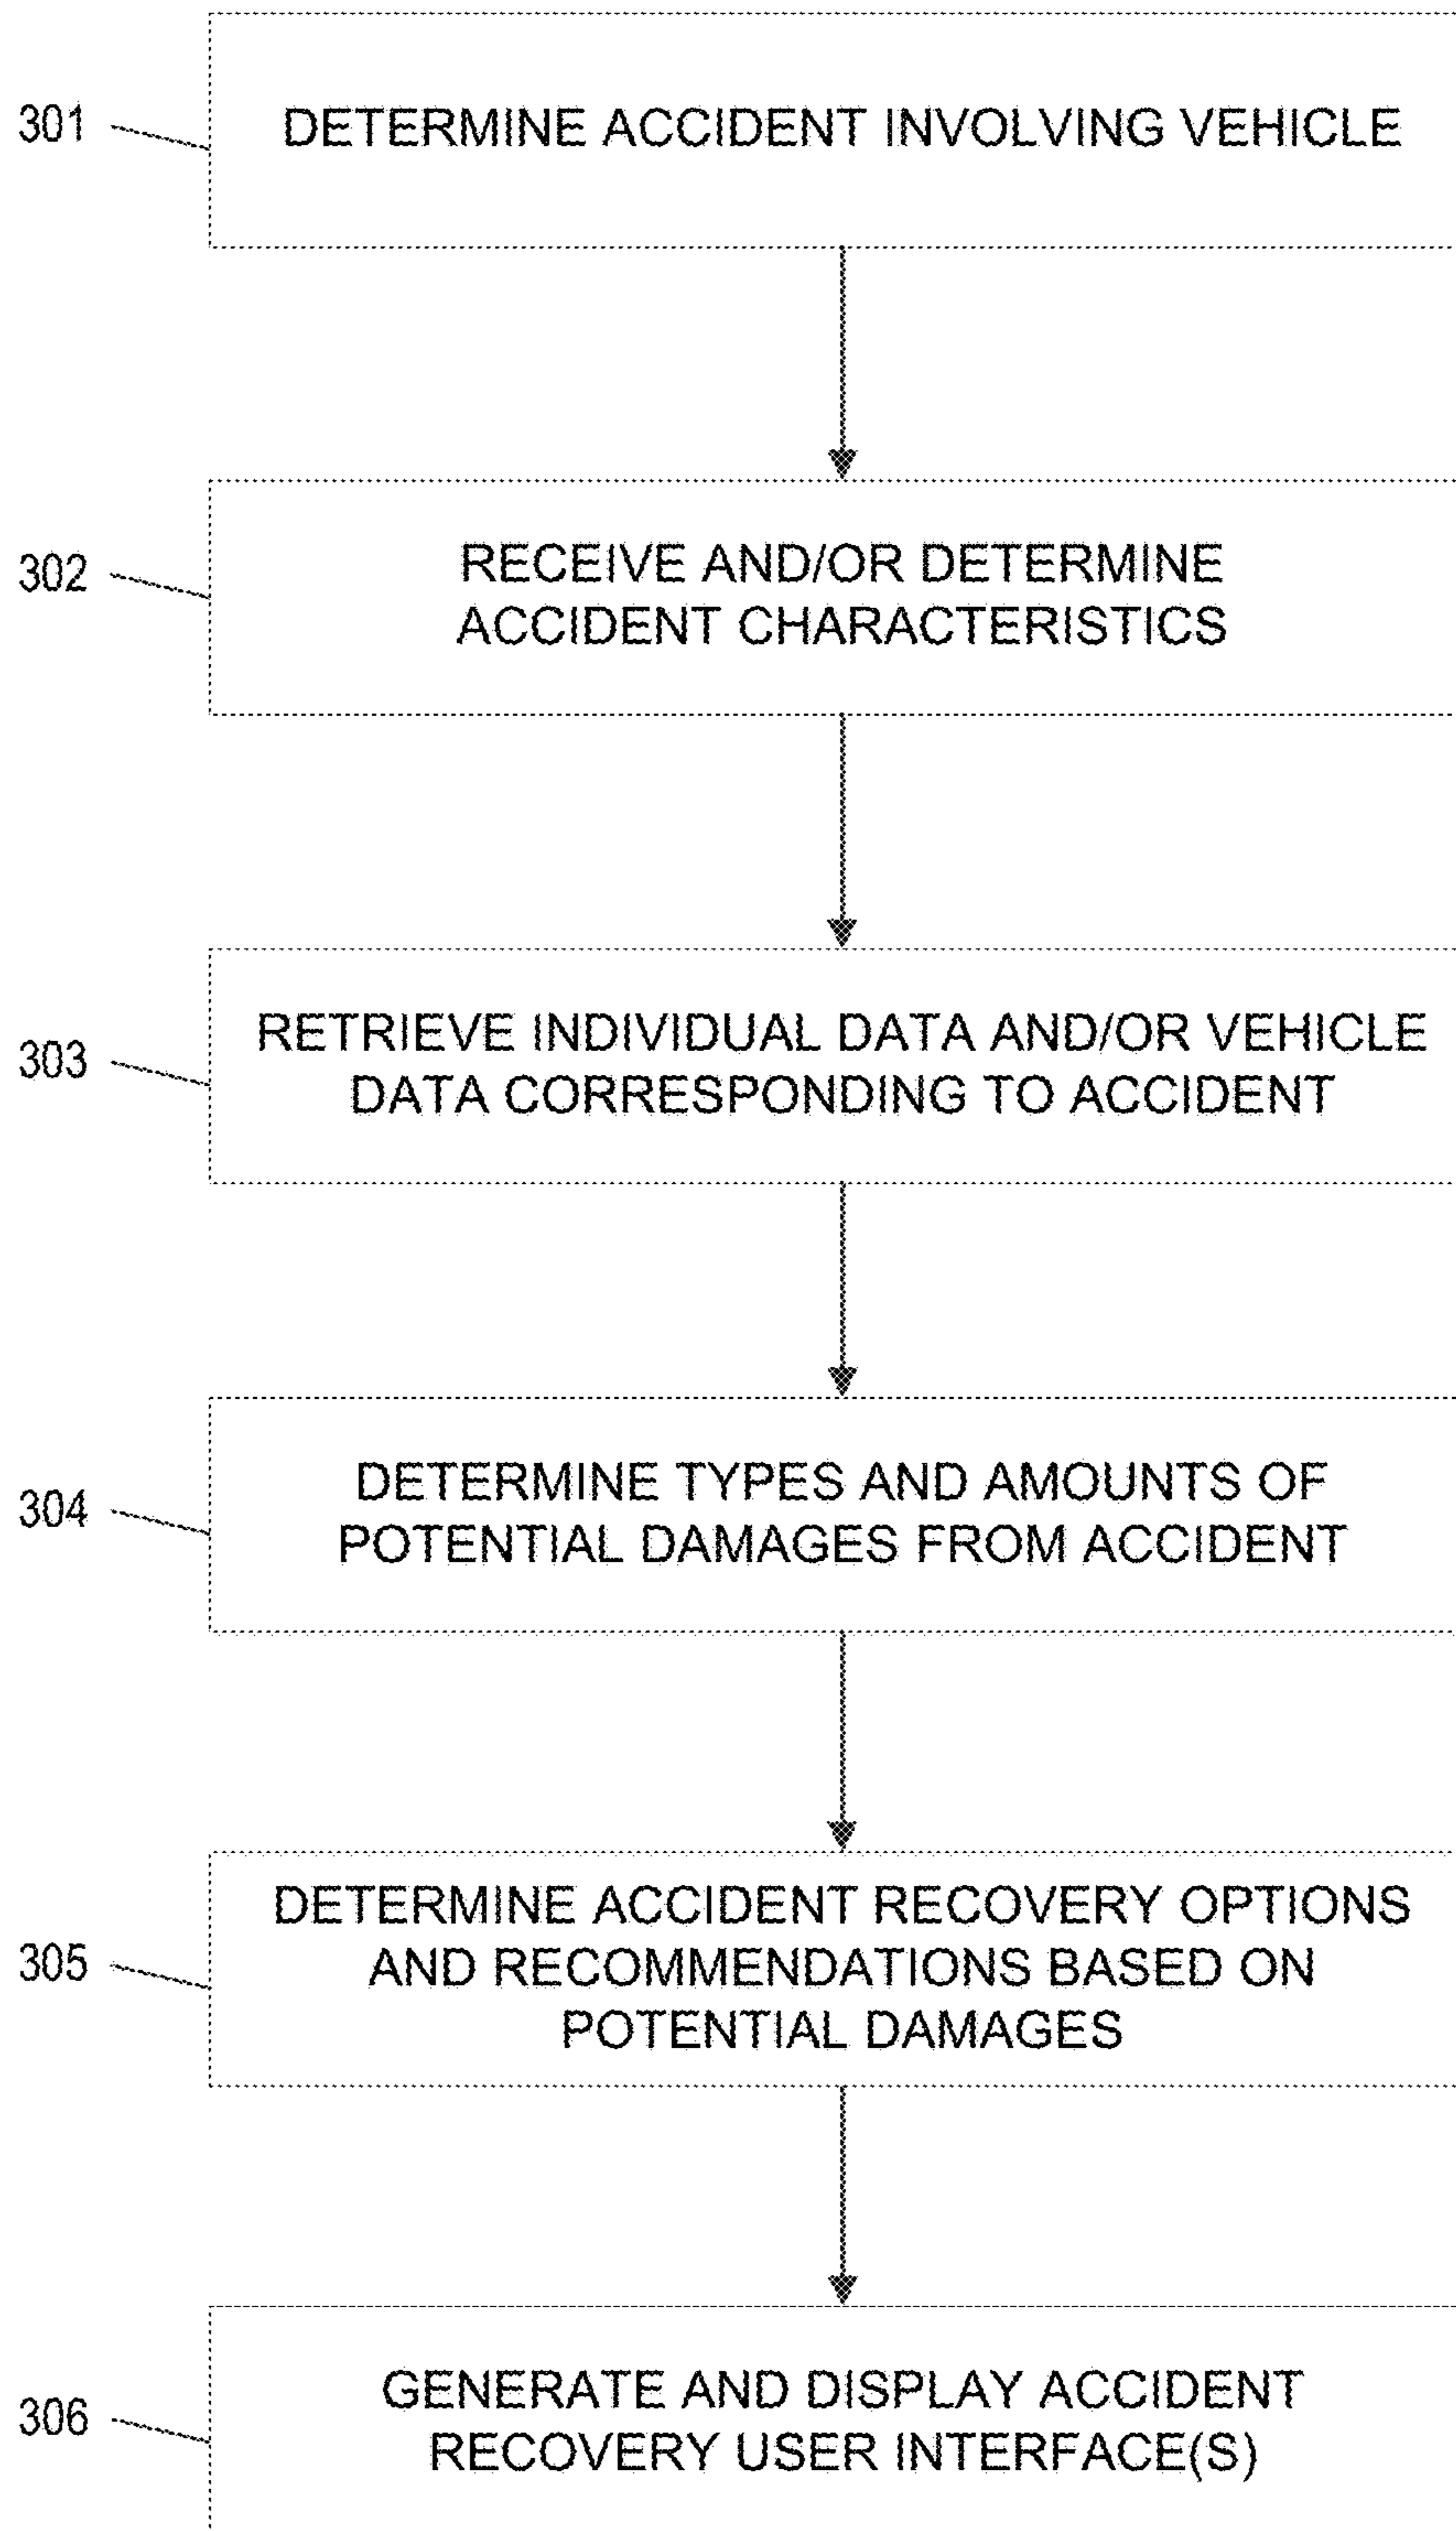 301
DETERMINE ACCIDENT INVOLVING VEHICLE
302
RECEIVE AND/OR DETERMINE
ACCIDENT CHARACTERISTICS
303
RETRIEVE INDIVIDUAL DATA AND/OR VEHICLE
DATA CORRESPONDING TO ACCIDENT
304
DETERMINE TYPES AND AMOUNTS OF
POTENTIAL DAMAGES FROM ACCIDENT
305
DETERMINE ACCIDENT RECOVERY OPTIONS
AND RECOMMENDATIONS BASED ON
POTENTIAL DAMAGES
306
GENERATE AND DISPLAY ACCIDENT
RECOVERY USER INTERFACE(S)